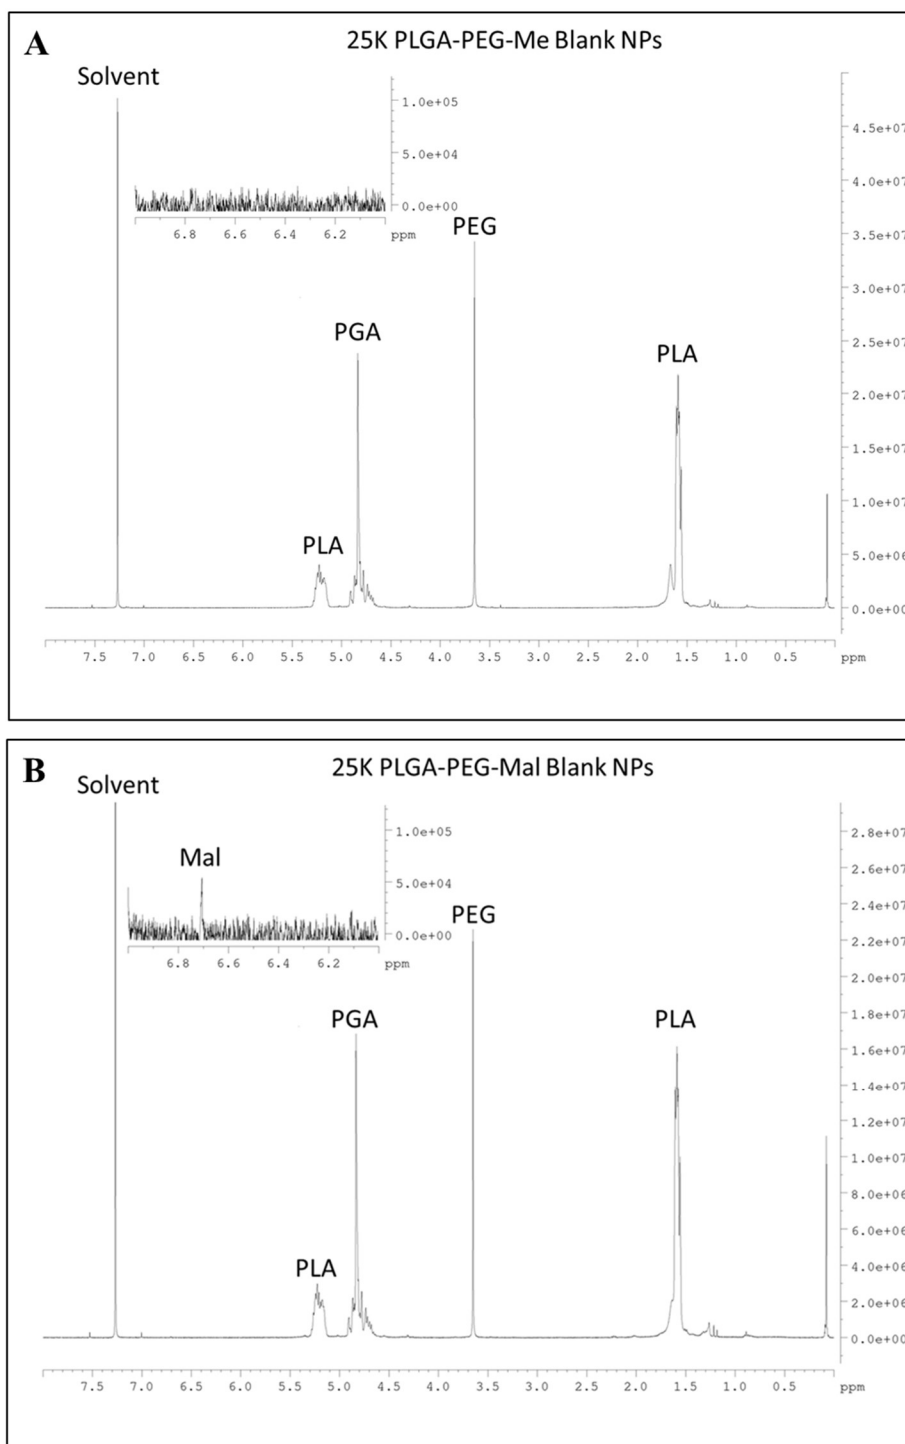 A
25K PLGA-PEG-Me Blank NPs
Solvent
1.0e+05
5.0e+04
0.0e+00
6.8 6.6 6.4 6.2 ppm
4.5e+07
4.0e+07
3.5e+07
3.0e+07
2.5e+07
2.0e+07
1.5e+07
1.0e+07
5.0e+06
0.0e+00
PEG
PGA
PLA
PLA
7.5 7.0 6.5 6.0 5.5 5.0 4.5 4.0 3.5 3.0 2.5 2.0 1.5 1.0 0.5 ppm
B
25K PLGA-PEG-Mal Blank NPs
Solvent
Mal
1.0e+05
5.0e+04
0.0e+00
6.8 6.6 6.4 6.2 ppm
2.8e+07
2.6e+07
2.4e+07
2.2e+07
2.0e+07
1.8e+07
1.6e+07
1.4e+07
1.2e+07
1.0e+07
8.0e+06
6.0e+06
4.0e+06
2.0e+06
0.0e+00
PEG
PGA
PLA
PLA
7.5 7.0 6.5 6.0 5.5 5.0 4.5 4.0 3.5 3.0 2.5 2.0 1.5 1.0 0.5 ppm